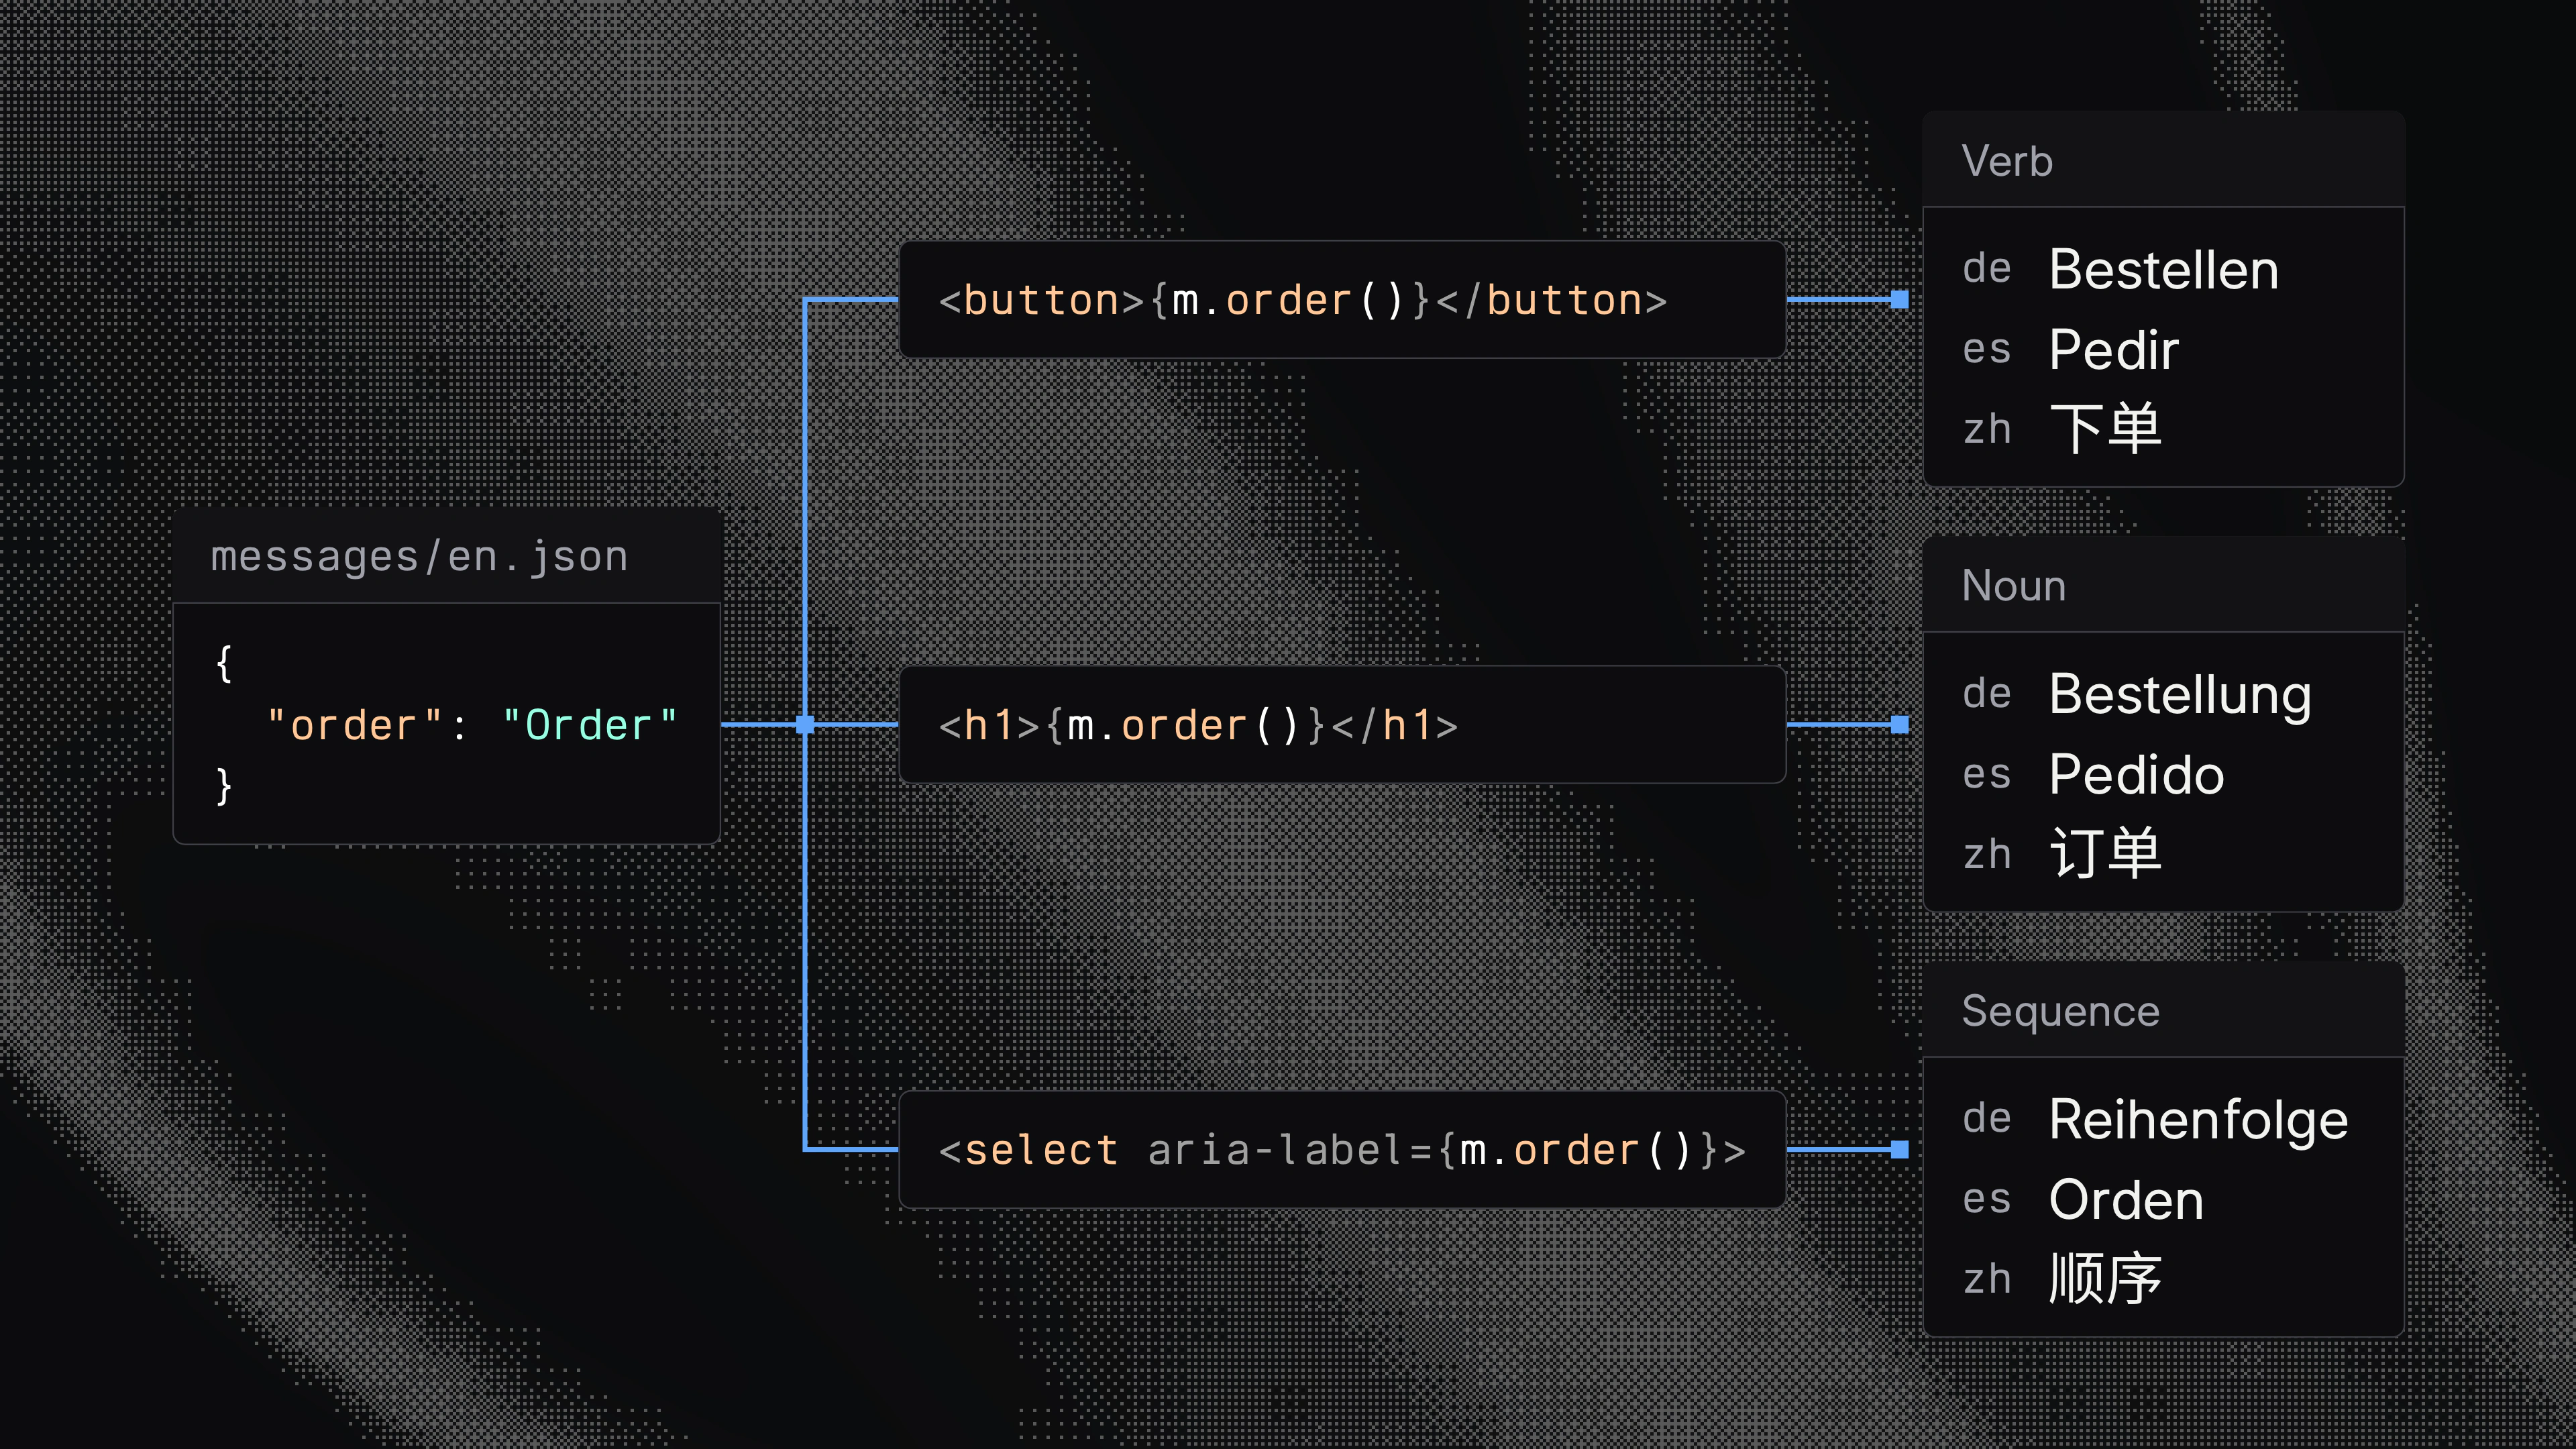 messages/en.json
{
"order": "Order"
}
<button>{m.order()}</button>
<h1>{m.order()}</h1>
<select aria-label={m.order()}>
Verb
de Bestellen
es Pedir
zh 下单
Noun
de Bestellung
es Pedido
zh 订单
Sequence
de Reihenfolge
es Orden
zh 顺序